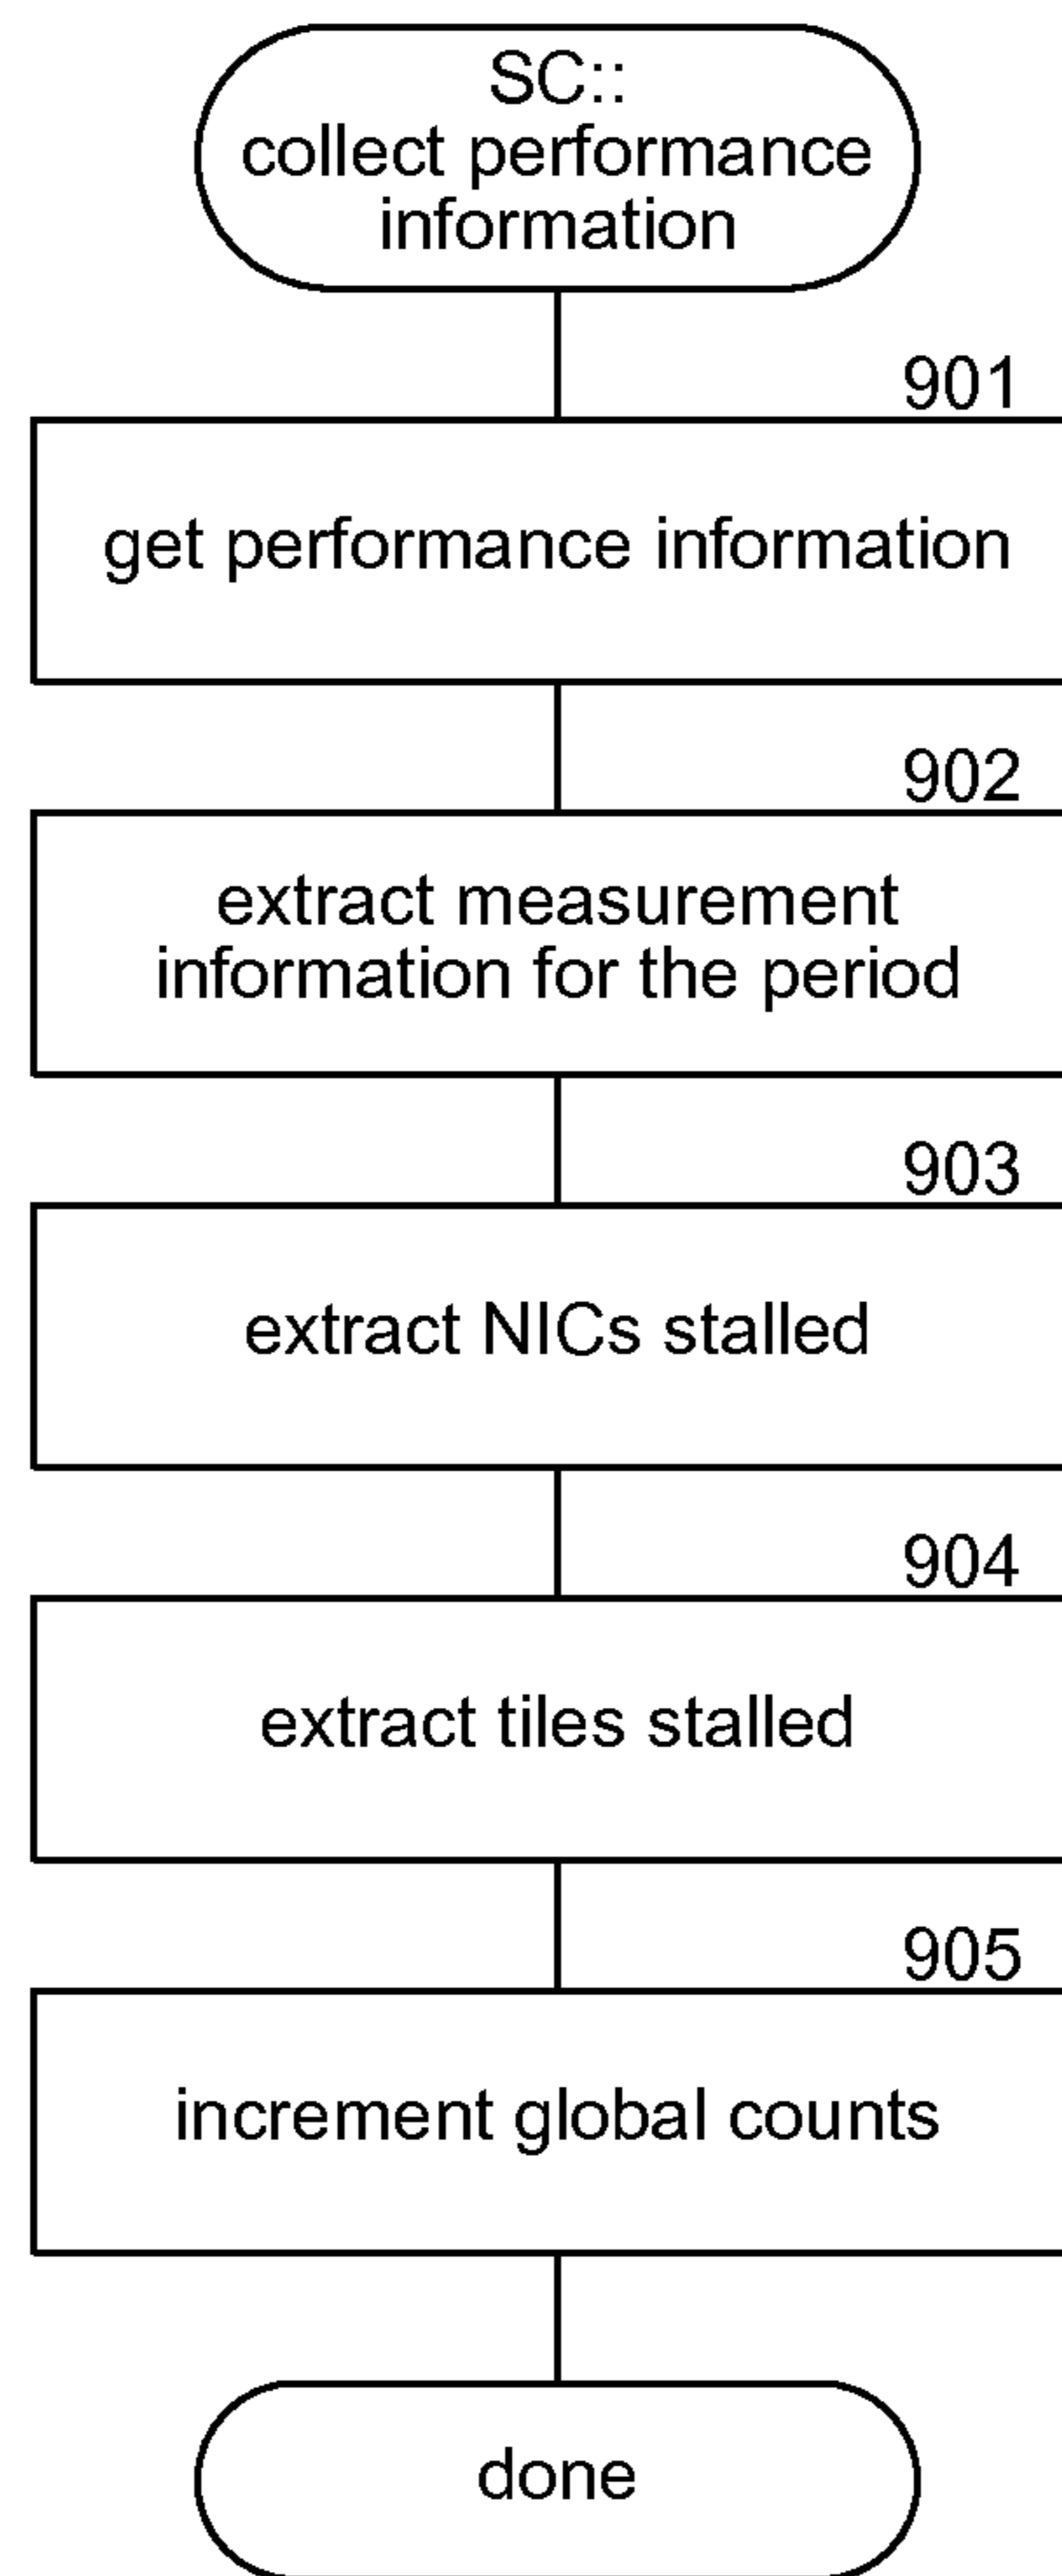 SC::
collect performance
information
901
get performance information
902
extract measurement
information for the period
903
extract NICs stalled
904
extract tiles stalled
905
increment global counts
done